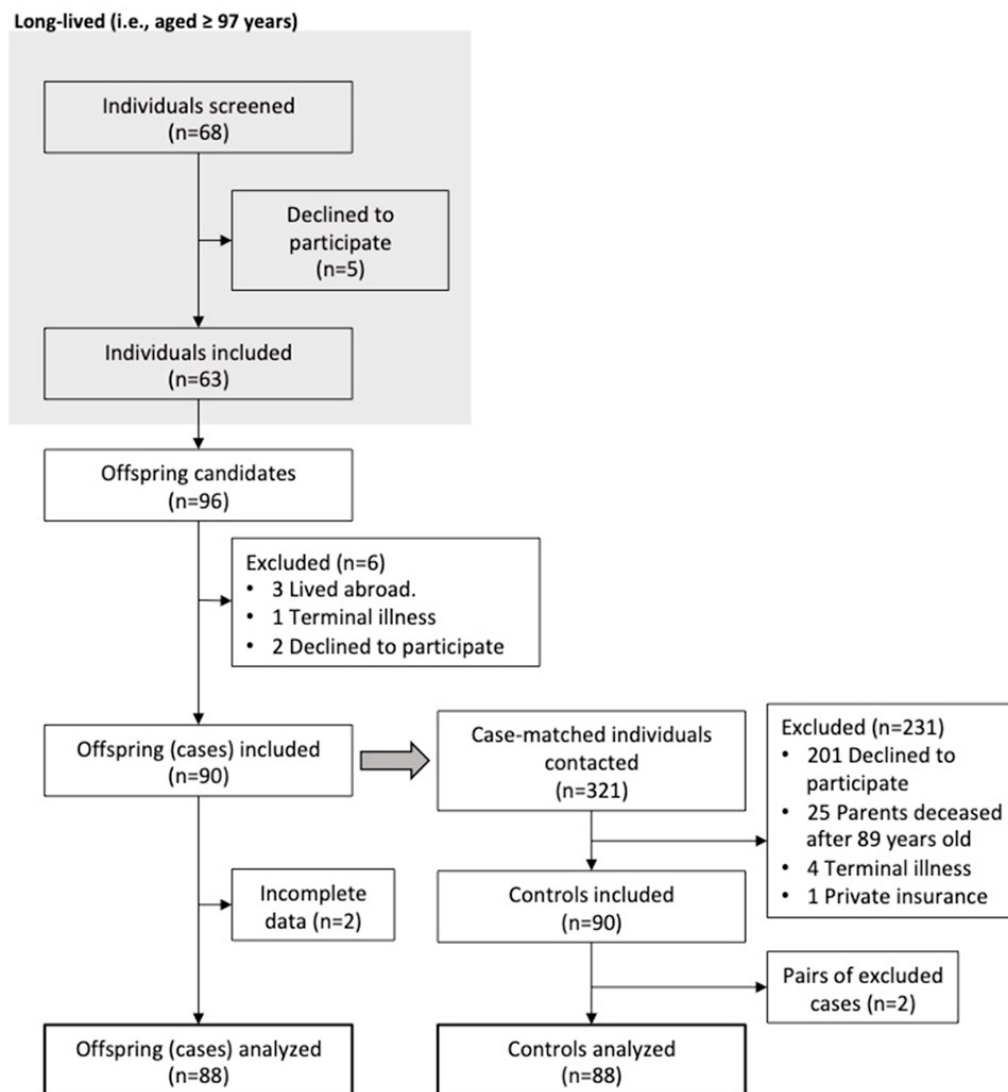 Long-lived (i.e., aged ≥ 97 years)
Individuals screened
(n=68)
Declined to
participate
(n=5)
Individuals included
(n=63)
Offspring candidates
(n=96)
Excluded (n=6)
• 3 Lived abroad.
• 1 Terminal illness
• 2 Declined to participate
Offspring (cases) included
(n=90)
Case-matched individuals
contacted
(n=321)
Excluded (n=231)
• 201 Declined to
participate
• 25 Parents deceased
after 89 years old
• 4 Terminal illness
• 1 Private insurance
Incomplete
data (n=2)
Controls included
(n=90)
Pairs of excluded
cases (n=2)
Offspring (cases) analyzed
(n=88)
Controls analyzed
(n=88)